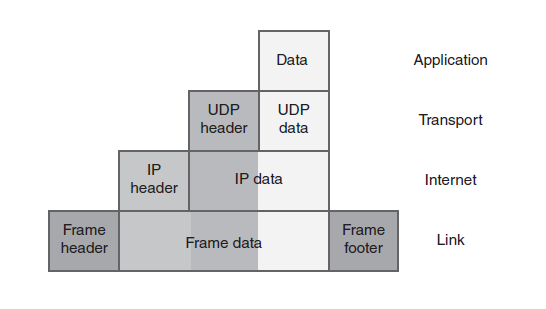 Data
Application
UDP
header
UDP
data
Transport
IP
header
IP data
Internet
Frame
header
Frame data
Frame
footer
Link